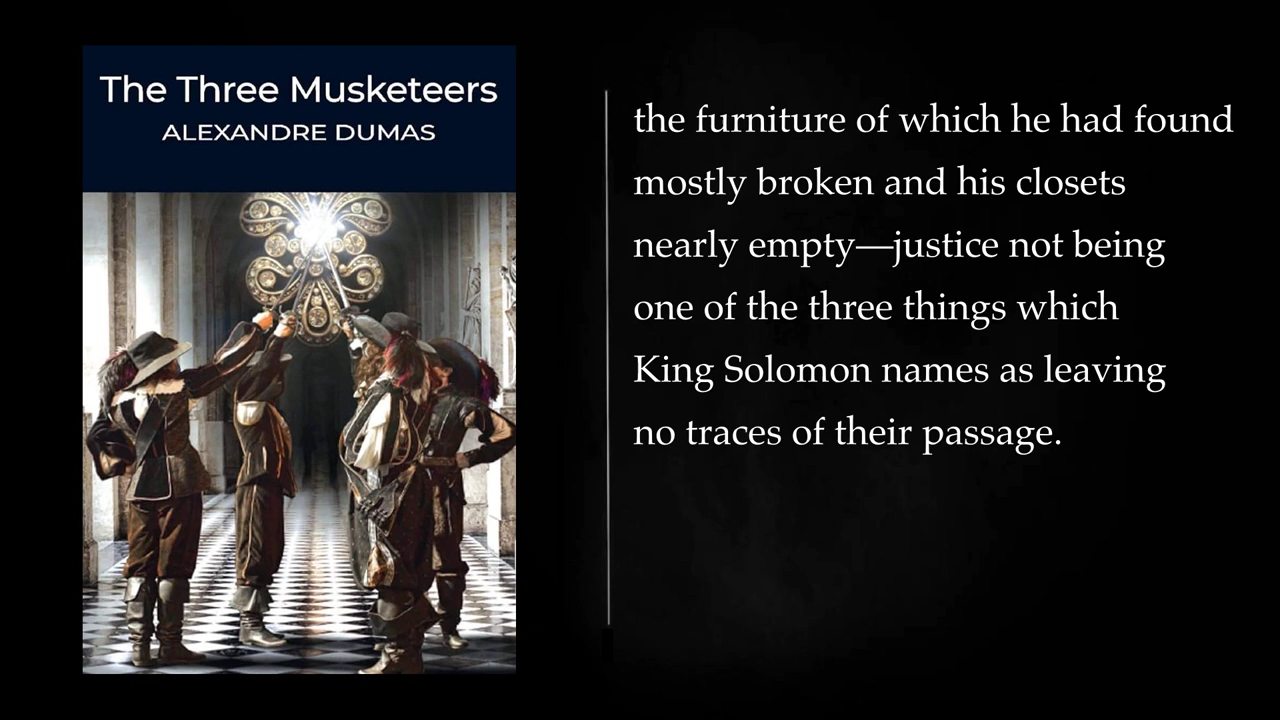 The Three Musketeers
ALEXANDRE DUMAS
the furniture of which he had found
mostly broken and his closets
nearly empty—justice not being
one of the three things which
King Solomon names as leaving
no traces of their passage.